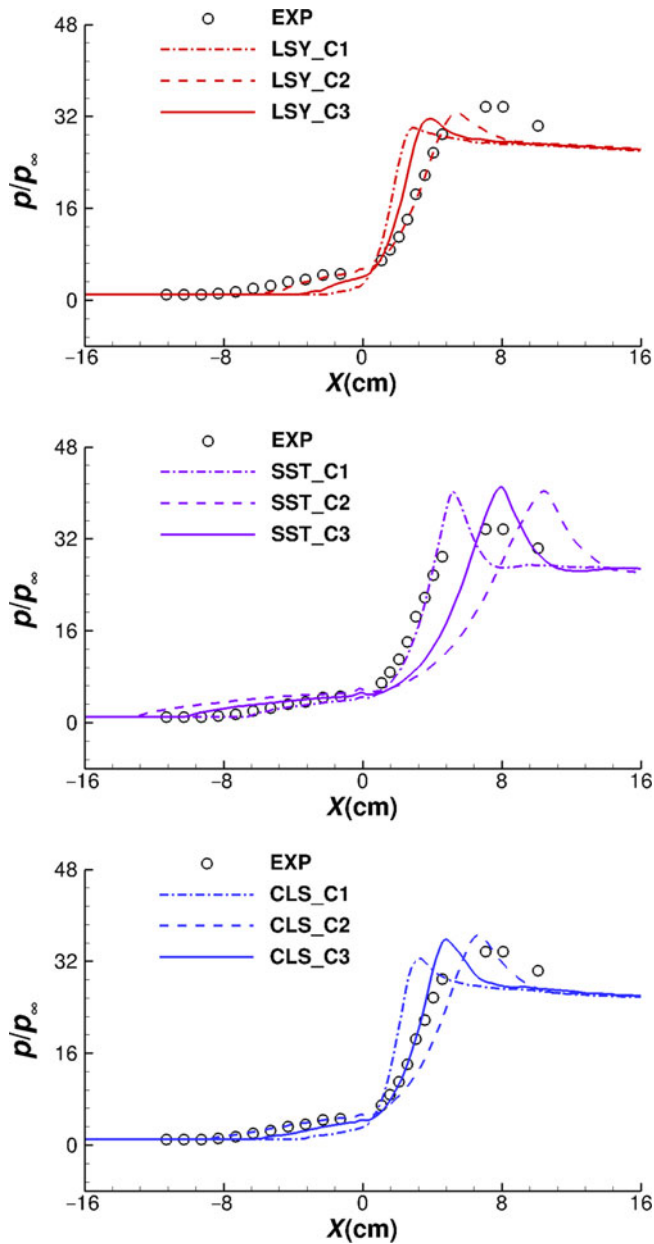 48
EXP
LSY_C1
LSY_C2
LSY_C3
32
16
0
p/p∞
−16
−8
0
8
16
X(cm)
48
EXP
SST_C1
SST_C2
SST_C3
32
16
0
p/p∞
−16
−8
0
8
16
X(cm)
48
EXP
CLS_C1
CLS_C2
CLS_C3
32
16
0
p/p∞
−16
−8
0
8
16
X(cm)